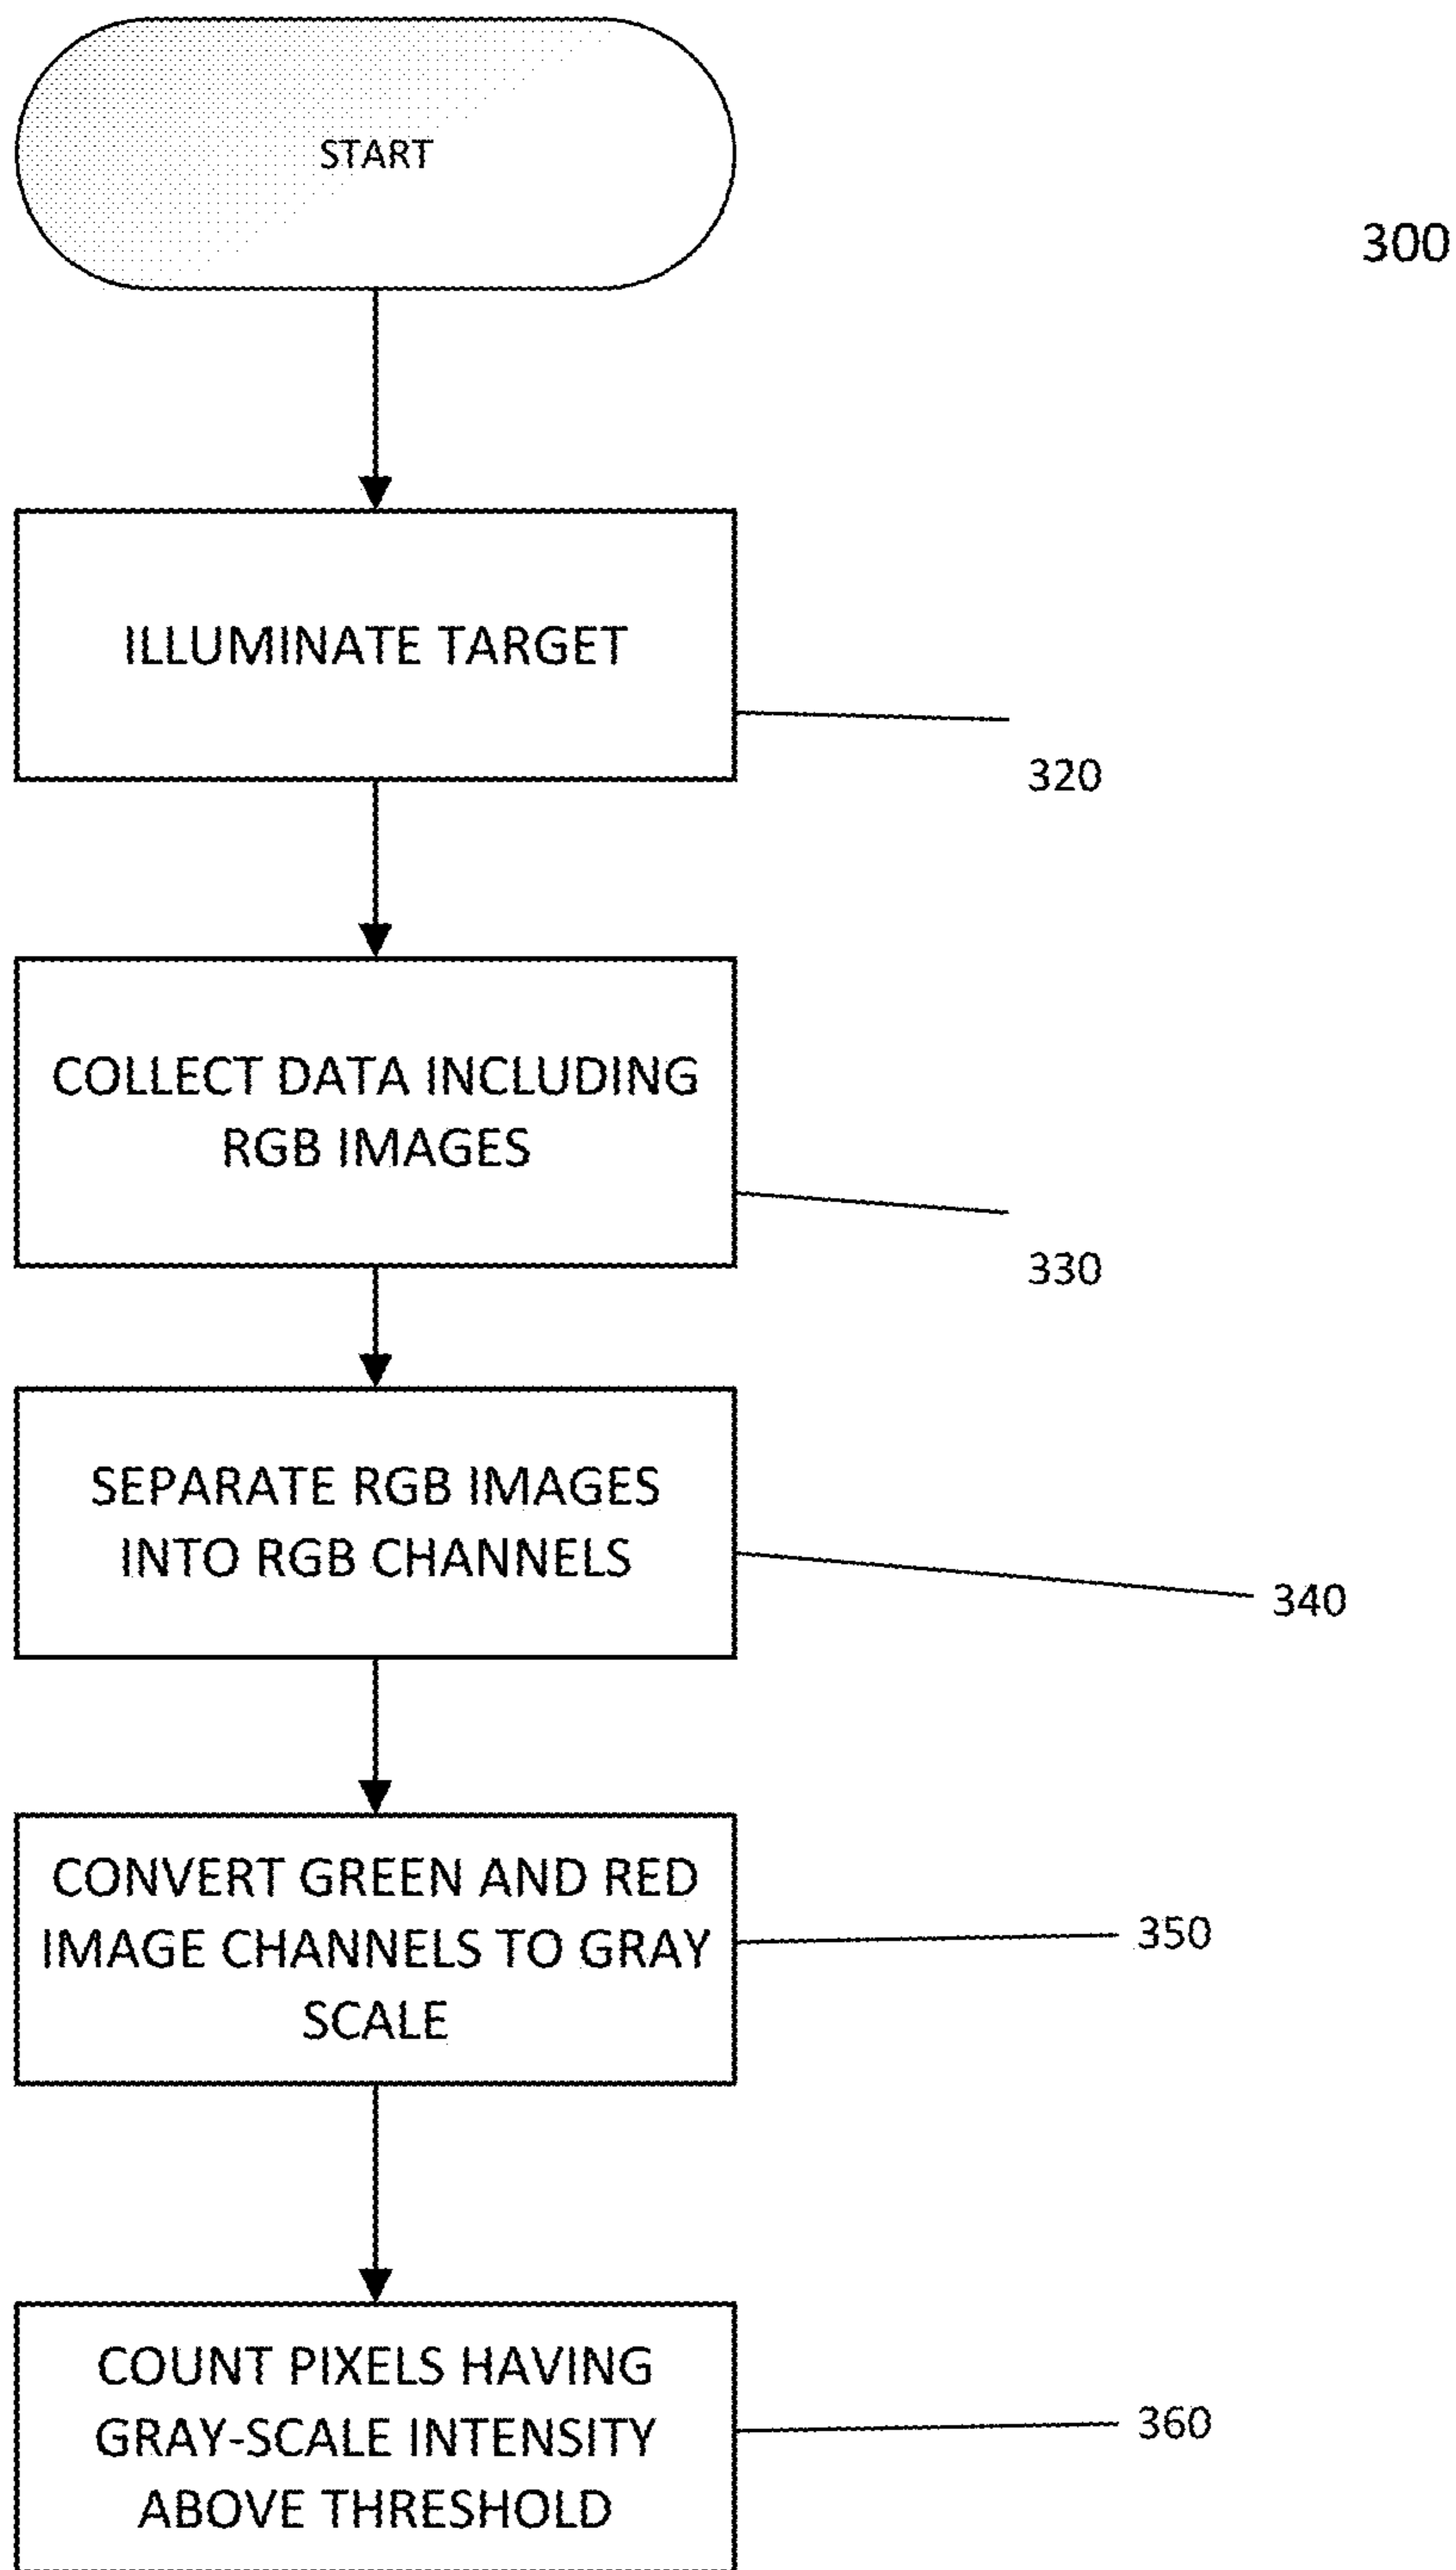 START
300
ILLUMINATE TARGET
320
COLLECT DATA INCLUDING
RGB IMAGES
330
SEPARATE RGB IMAGES
INTO RGB CHANNELS
340
CONVERT GREEN AND RED
IMAGE CHANNELS TO GRAY
SCALE
350
COUNT PIXELS HAVING
GRAY-SCALE INTENSITY
ABOVE THRESHOLD
360